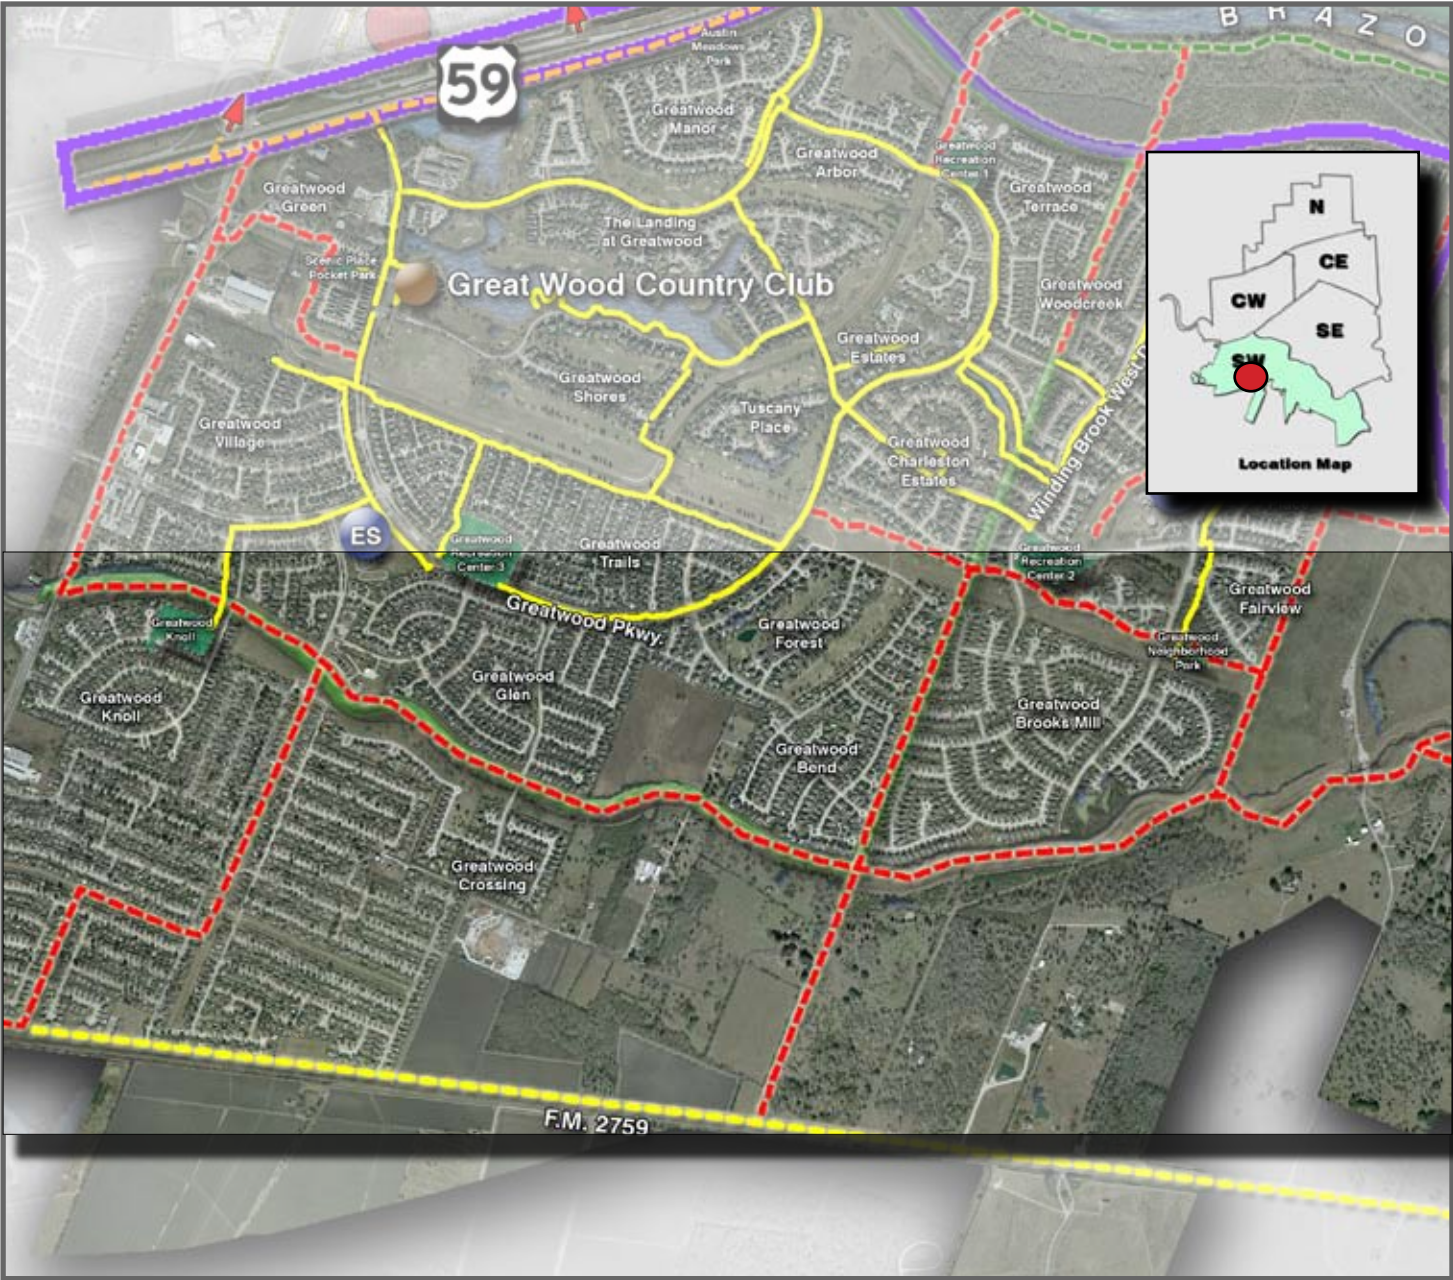 B R A Z O
59
Austin
Meadows
Park
Greatwood
Manor
Greatwood
Arbor
Greatwood
Recreation
Center 1
Greatwood
Terrace
Greatwood
Green
The Landing
at Greatwood
Scenic Place
Pocket Park
Great Wood Country Club
Greatwood
Woodcreek
Greatwood
Estates
Greatwood
Shores
Tuscany
Place
Greatwood
Village
Greatwood
Charleston
Estates
Winding Brook West D
N
CE
CW
SE
SW
Location Map
ES
Greatwood
Recreation
Center 3
Greatwood
Trails
Greatwood
Recreation
Center 2
Greatwood
Fairview
Greatwood Pkwy.
Greatwood
Knoll
Greatwood
Forest
Greatwood
Neighborhood
Park
Greatwood
Knoll
Greatwood
Glen
Greatwood
Brooks Mill
Greatwood
Bend
Greatwood
Crossing
F.M. 2759